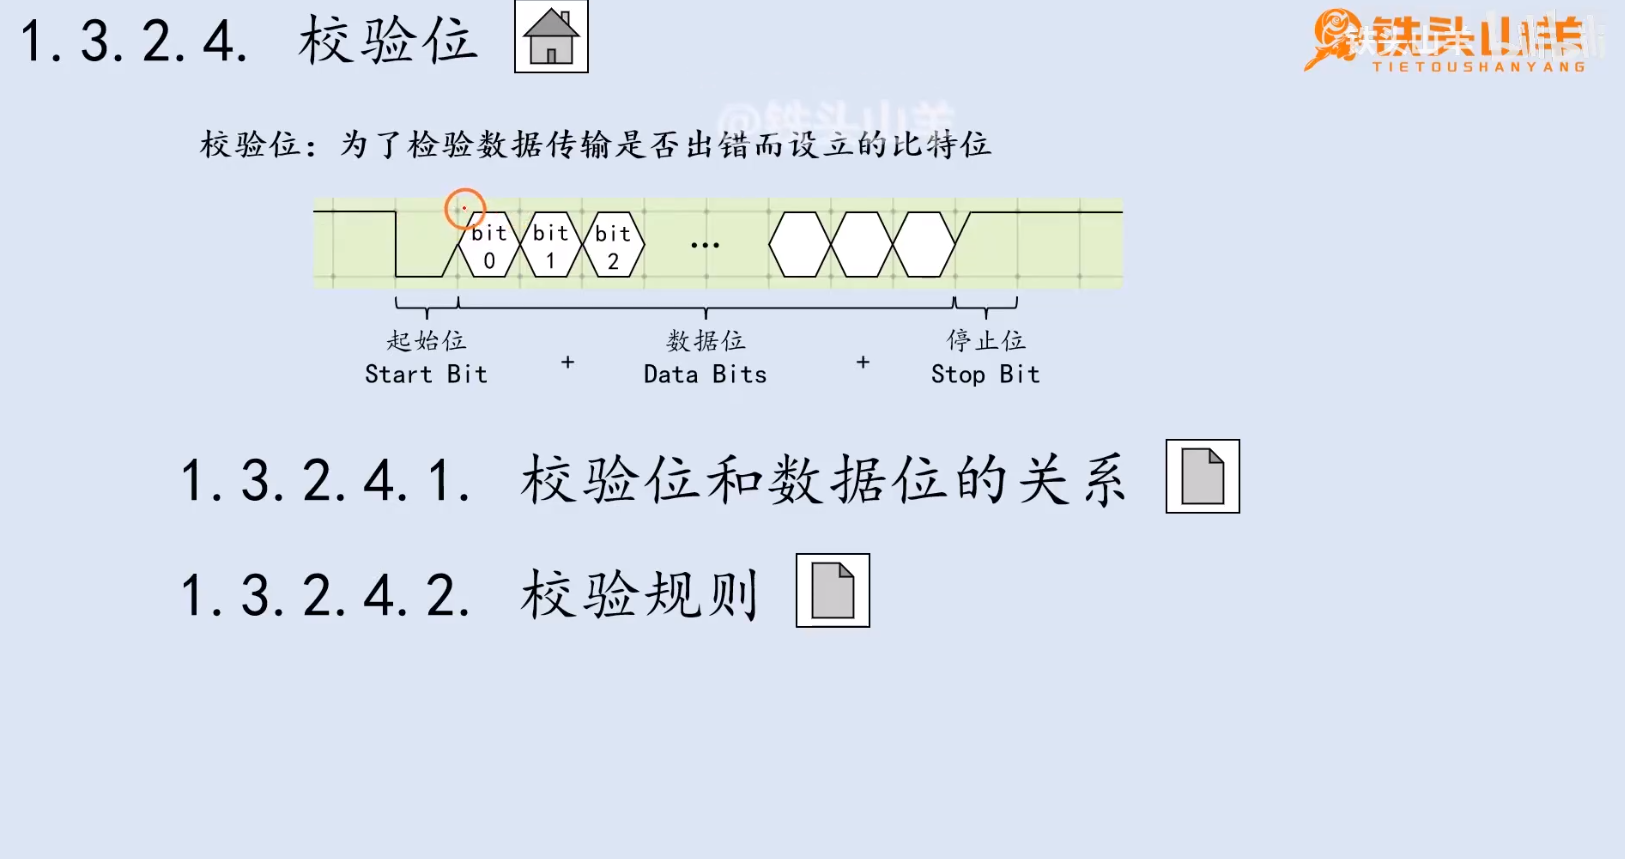 1.3.2.4. 校验位
铁头山羊
TIETOUSHANYANG
@铁头山羊
校验位：为了检验数据传输是否出错而设立的比特位
bit 0 bit 1 bit 2 ...
起始位 数据位 停止位
Start Bit + Data Bits + Stop Bit
1.3.2.4.1. 校验位和数据位的关系
1.3.2.4.2. 校验规则